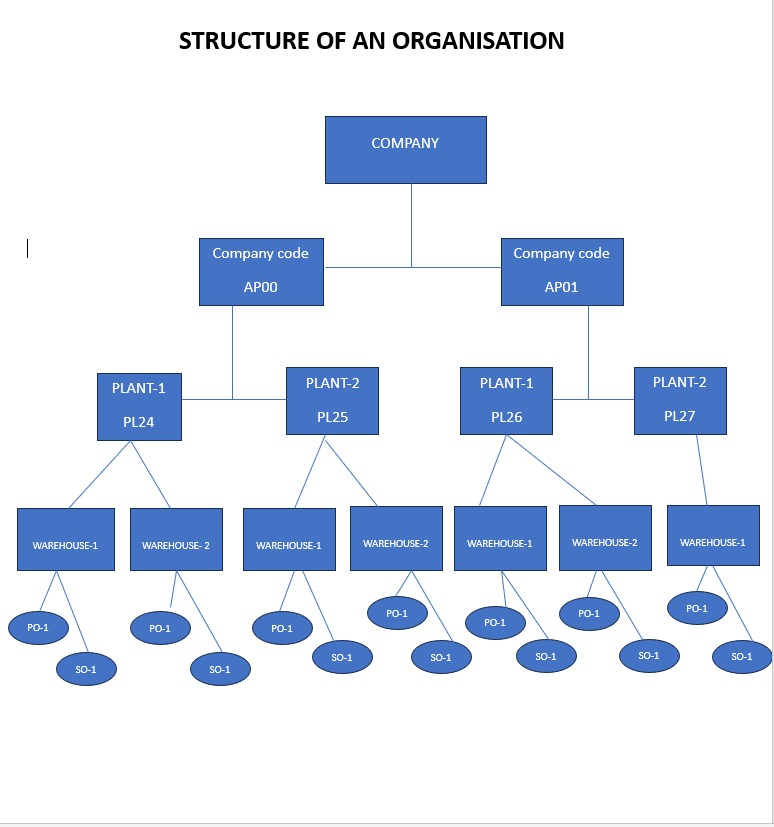 STRUCTURE OF AN ORGANISATION
COMPANY
Company code
AP00
Company code
AP01
PLANT-1
PL24
PLANT-2
PL25
PLANT-1
PL26
PLANT-2
PL27
WAREHOUSE-1
WAREHOUSE- 2
WAREHOUSE-1
WAREHOUSE-2
WAREHOUSE-1
WAREHOUSE-2
WAREHOUSE-1
PO-1
SO-1
PO-1
SO-1
PO-1
SO-1
PO-1
SO-1
PO-1
SO-1
PO-1
SO-1
PO-1
SO-1